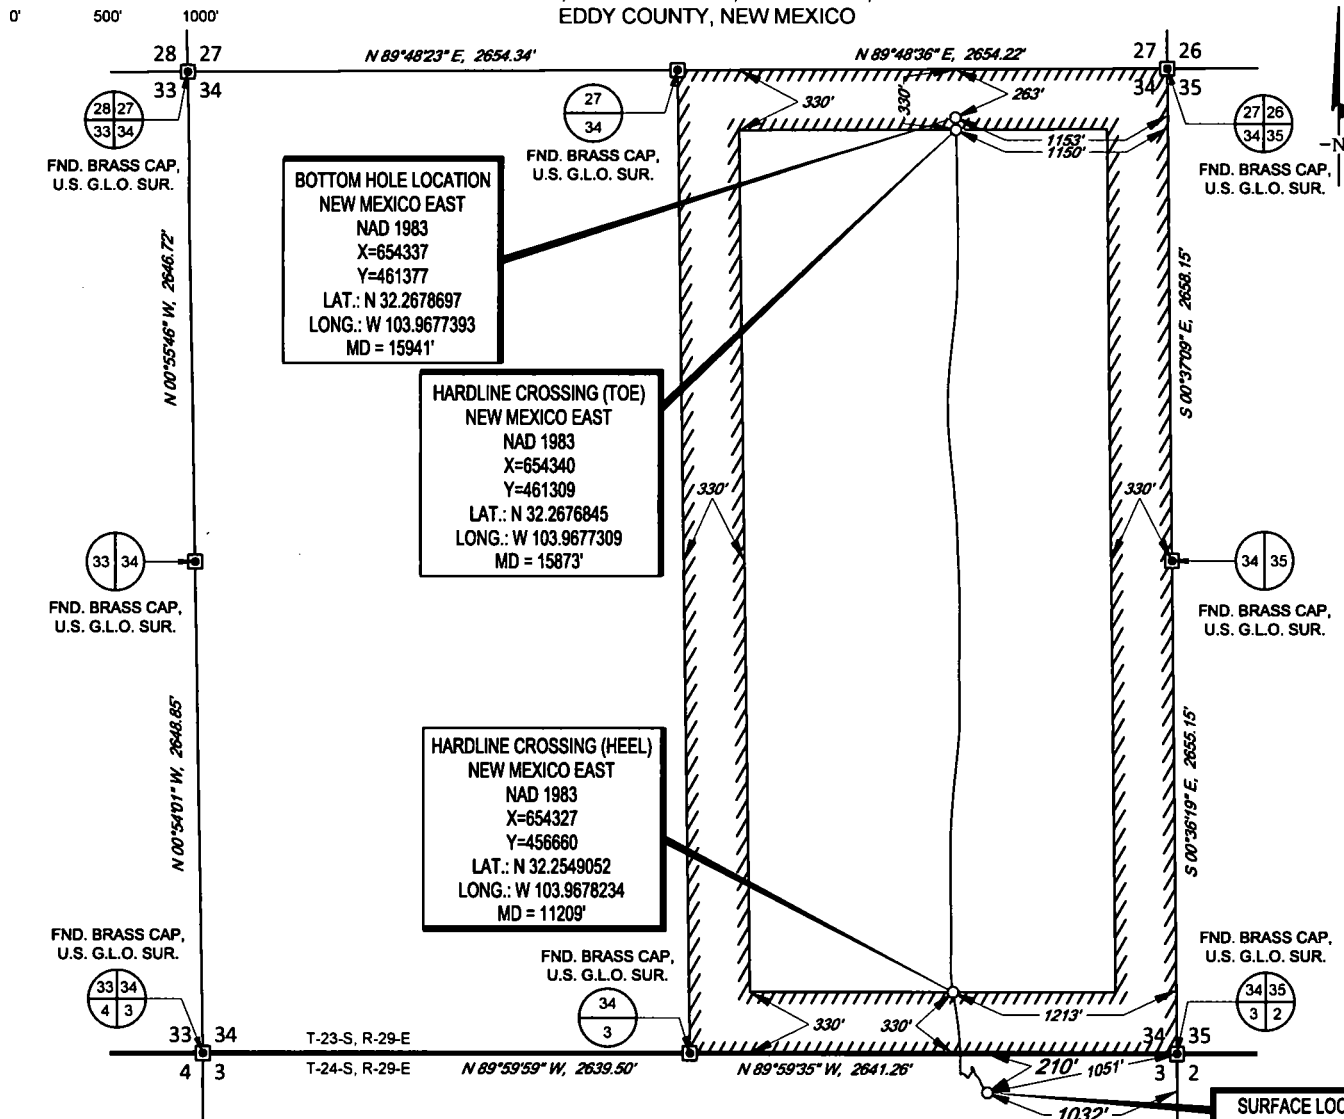 0' 500' 1000'
EDDY COUNTY, NEW MEXICO
28 27
33 34
N 89°48'23" E, 2654.34'
N 89°48'36" E, 2654.22'
27 26
34 35
28 27
33 34
FND. BRASS CAP,
U.S. G.L.O. SUR.
27
34
FND. BRASS CAP,
U.S. G.L.O. SUR.
330'
330'
263'
1153'
1150'
27 26
34 35
FND. BRASS CAP,
U.S. G.L.O. SUR.
BOTTOM HOLE LOCATION
NEW MEXICO EAST
NAD 1983
X=654337
Y=461377
LAT.: N 32.2678697
LONG.: W 103.9677393
MD = 15941'
N 00°55'46" W, 2646.72'
S 00°37'09" E, 2658.15'
HARDLINE CROSSING (TOE)
NEW MEXICO EAST
NAD 1983
X=654340
Y=461309
LAT.: N 32.2676845
LONG.: W 103.9677309
MD = 15873'
330'
330'
33 34
FND. BRASS CAP,
U.S. G.L.O. SUR.
34 35
FND. BRASS CAP,
U.S. G.L.O. SUR.
N 00°54'01" W, 2648.85'
S 00°36'19" E, 2655.15'
HARDLINE CROSSING (HEEL)
NEW MEXICO EAST
NAD 1983
X=654327
Y=456660
LAT.: N 32.2549052
LONG.: W 103.9678234
MD = 11209'
FND. BRASS CAP,
U.S. G.L.O. SUR.
33 34
4 3
FND. BRASS CAP,
U.S. G.L.O. SUR.
34
3
FND. BRASS CAP,
U.S. G.L.O. SUR.
34 35
3 2
330'
330'
1213'
33 34
4 3
T-23-S, R-29-E
T-24-S, R-29-E
N 89°59'59" W, 2639.50'
N 89°59'35" W, 2641.26'
34 35
3 2
210'
1051'
1032'
SURFACE LOC